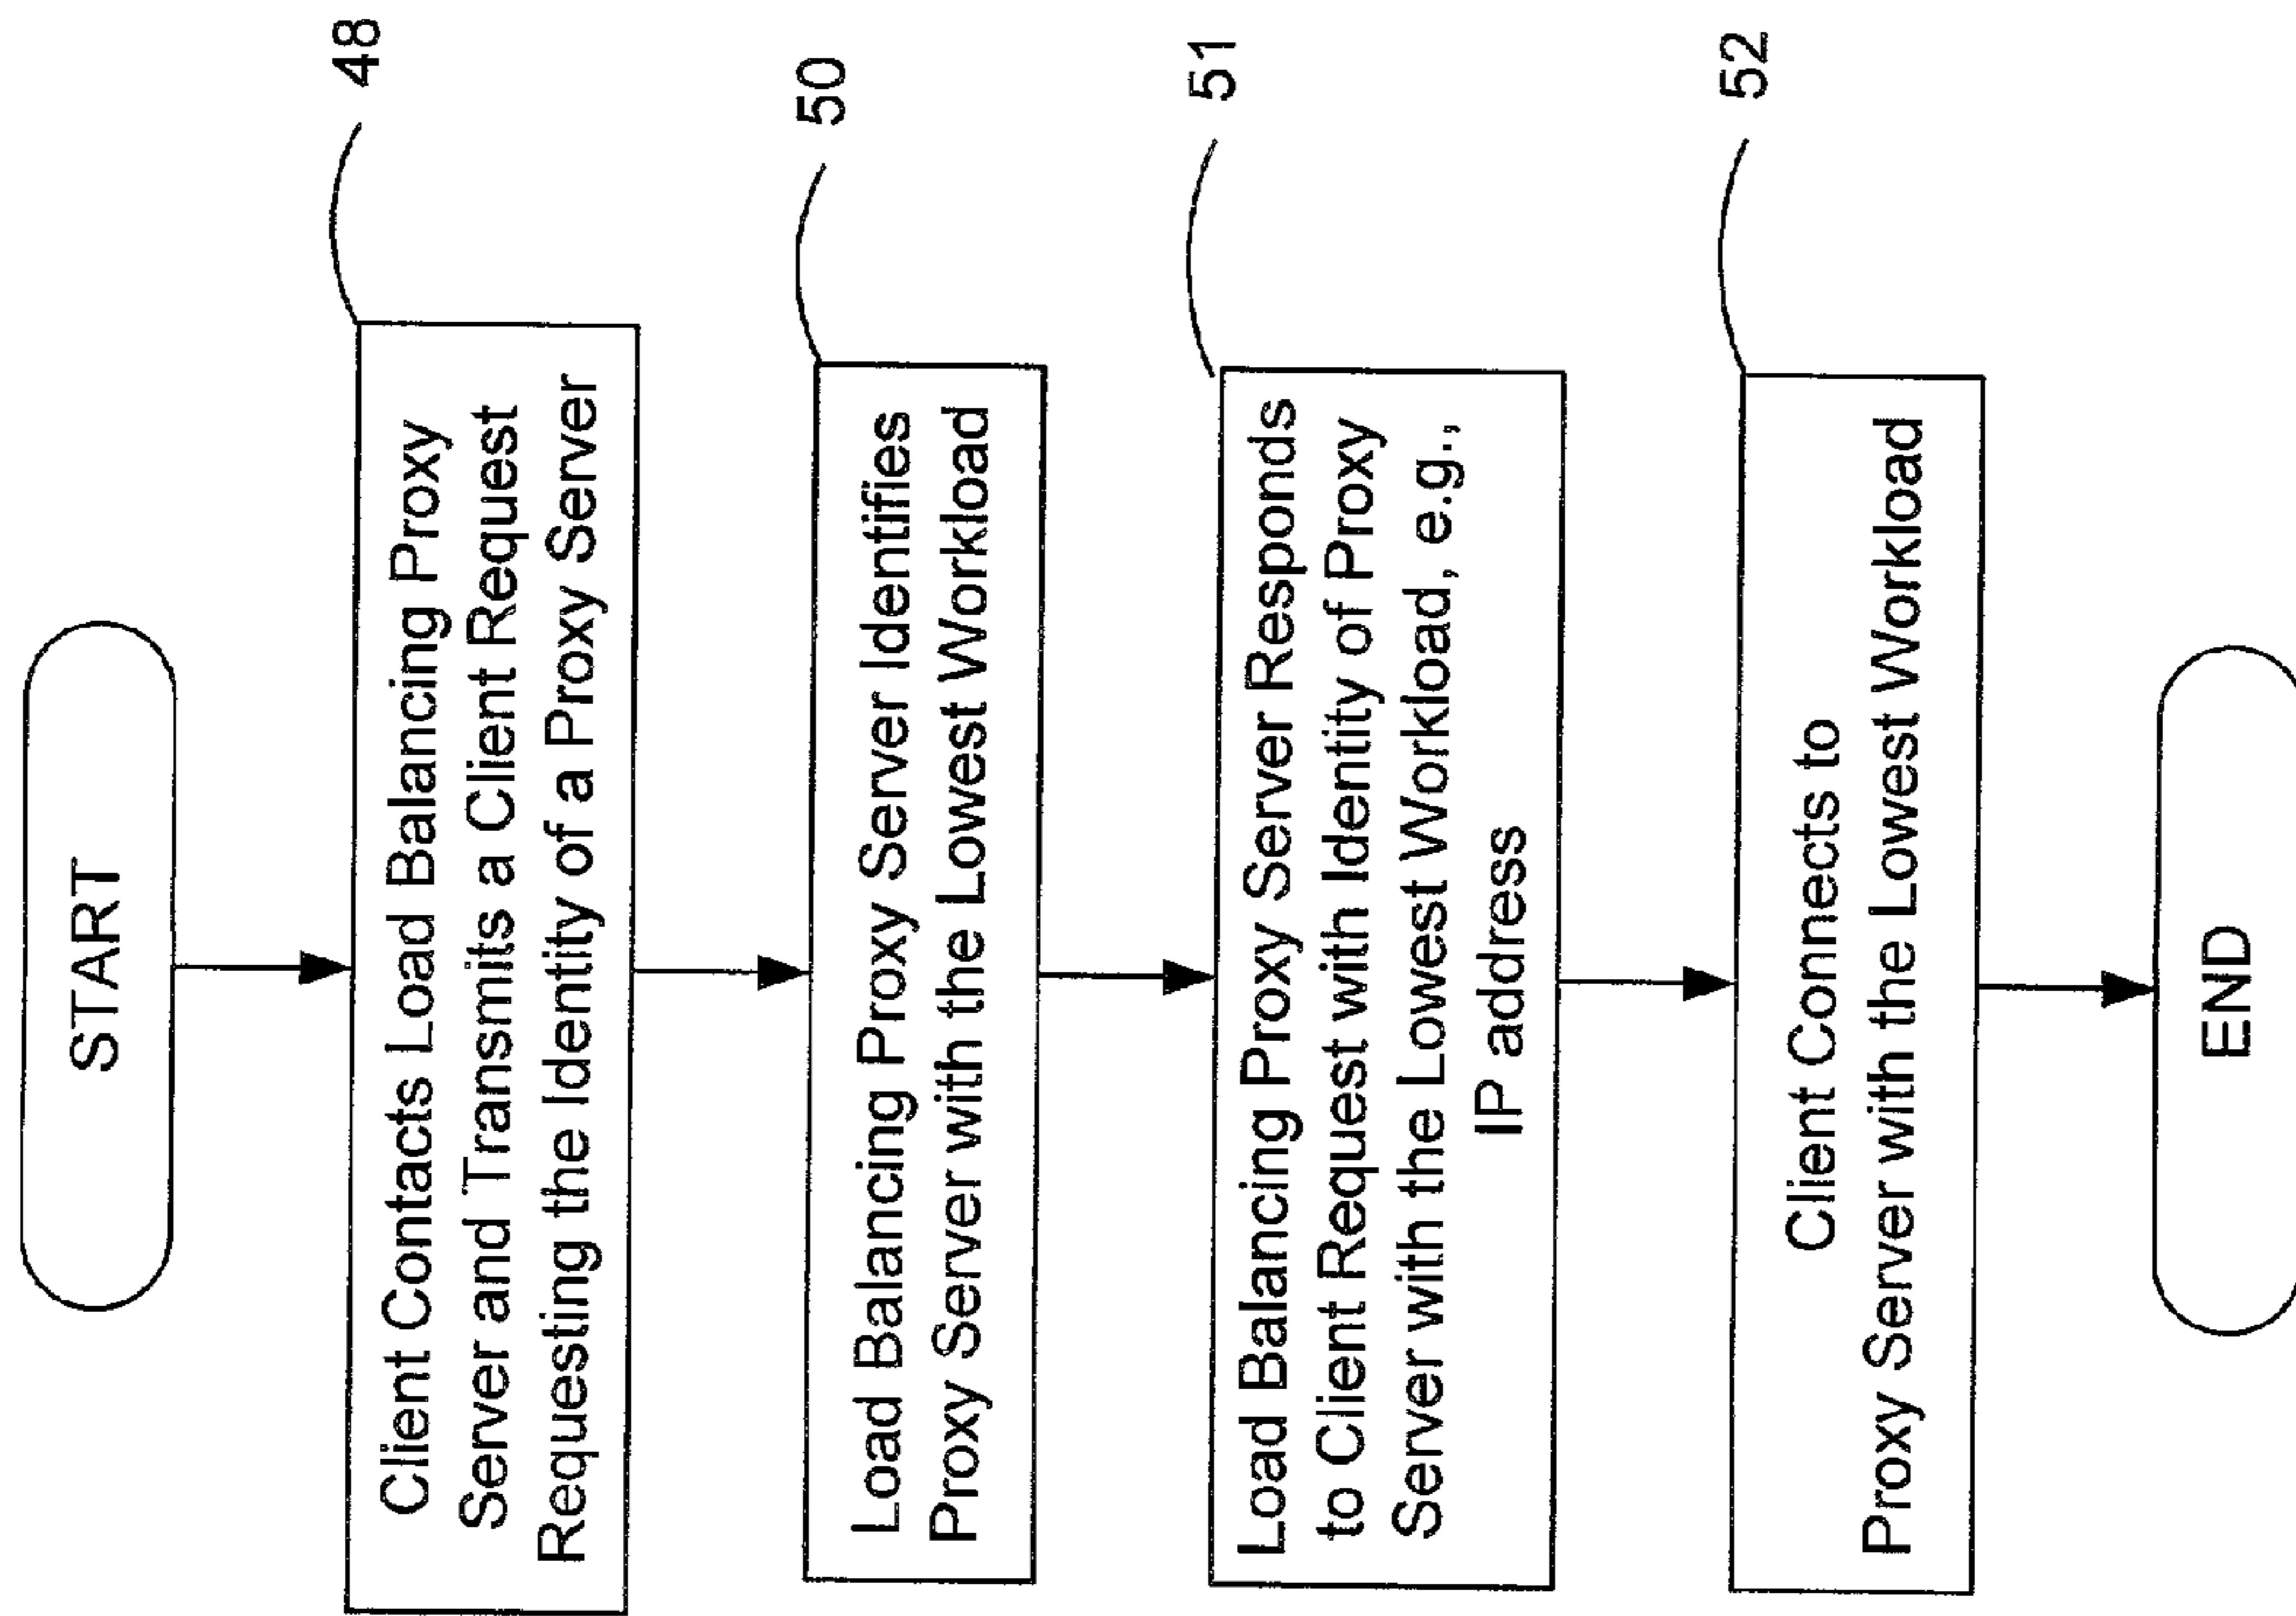 START
48
Client Contacts Load Balancing Proxy
Server and Transmits a Client Request
Requesting the Identity of a Proxy Server
50
Load Balancing Proxy Server Identifies
Proxy Server with the Lowest Workload
51
Load Balancing Proxy Server Responds
to Client Request with Identity of Proxy
Server with the Lowest Workload, e.g.,
IP address
52
Client Connects to
Proxy Server with the Lowest Workload
END